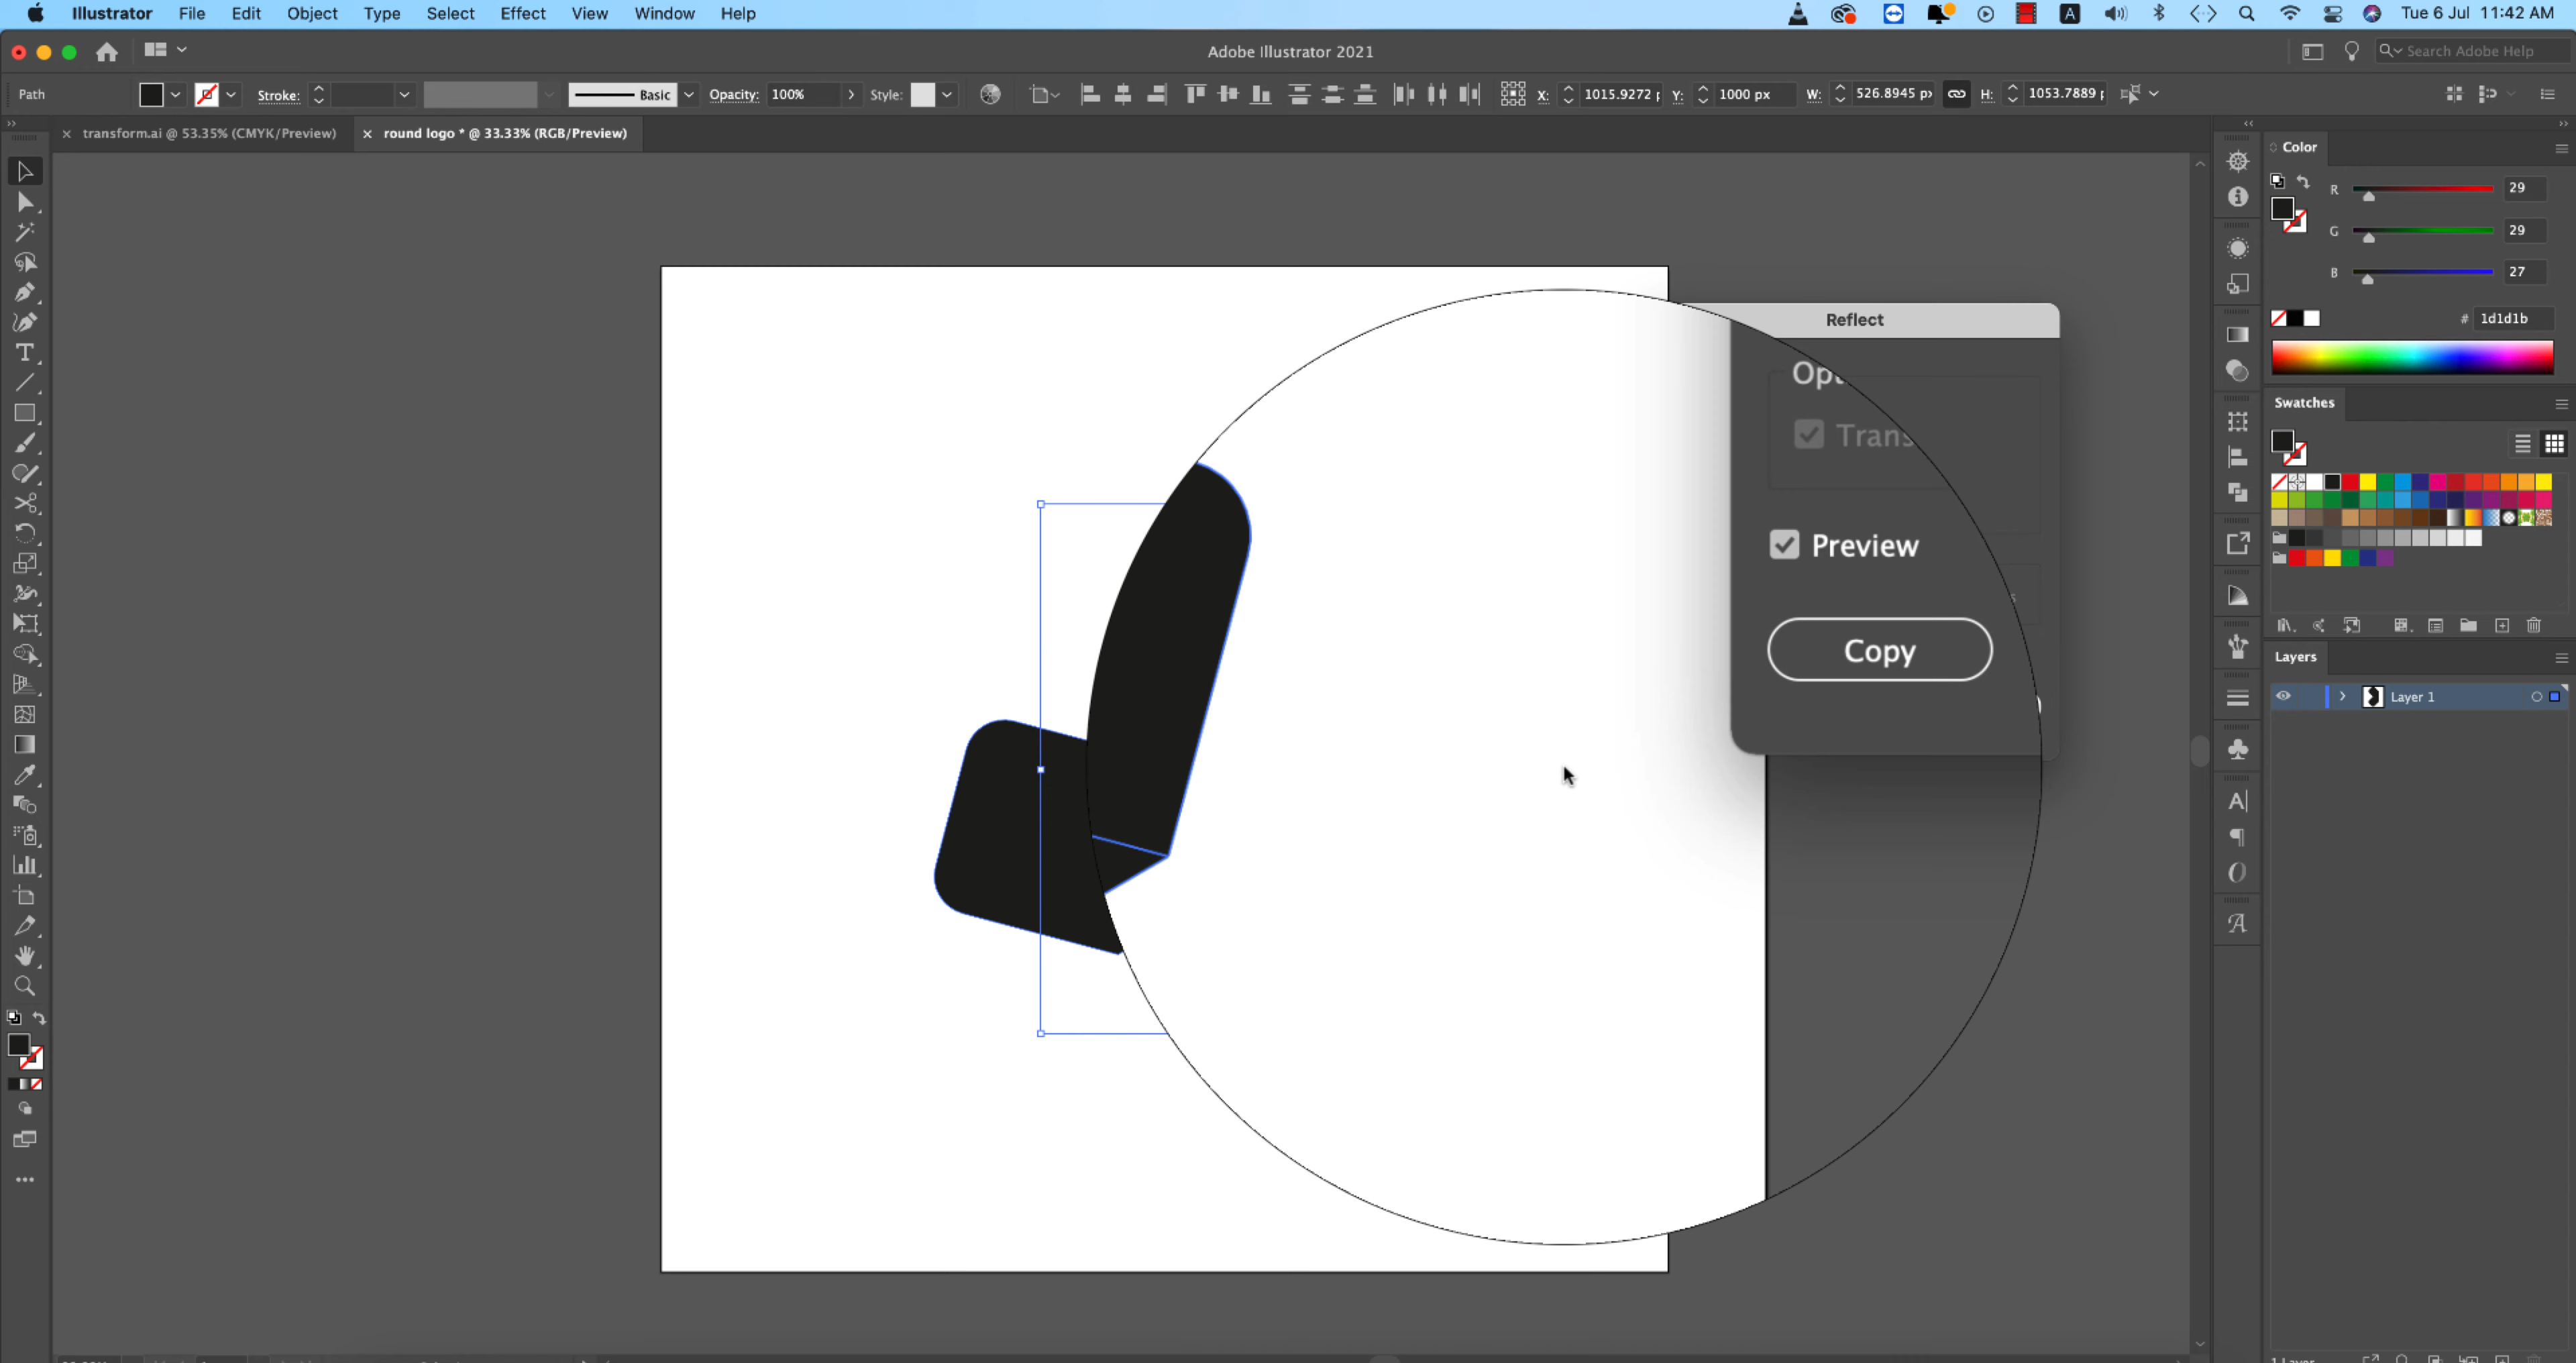 Illustrator File Edit Object Type Select Effect View Window Help
A
Tue 6 Jul 11:42 AM
Adobe Illustrator 2021
Search Adobe Help
Path
Stroke:
Basic
Opacity: 100%
Style:
X: 1015.9272 p
Y: 1000 px
W: 526.8945 px
H: 1053.7889 p
× transform.ai @ 53.35% (CMYK/Preview)
× round logo * @ 33.33% (RGB/Preview)
Color
R 29
G 29
B 27
# 1d1d1b
Swatches
Layers
Layer 1
Reflect
Opt
Trans
Preview
Copy